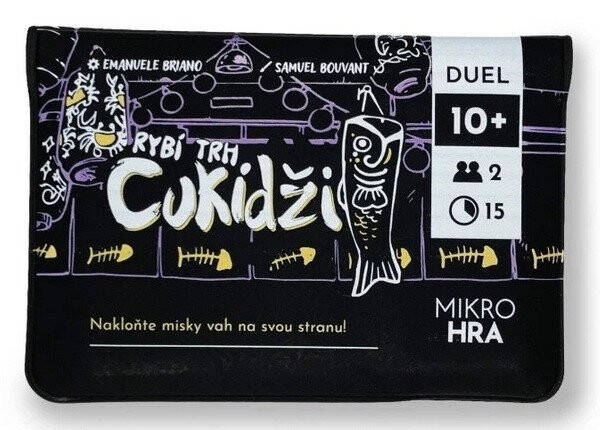 EMANUELE BRIANO
SAMUEL BOUVANT
DUEL
10+
2
15
RYBÍ TRH
CUKidži
Nakloňte misky vah na svou stranu!
MIKRO
HRA